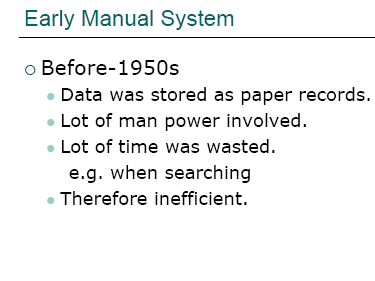 Early Manual System
Before-1950s
Data was stored as paper records.
Lot of man power involved.
Lot of time was wasted.
e.g. when searching
Therefore inefficient.